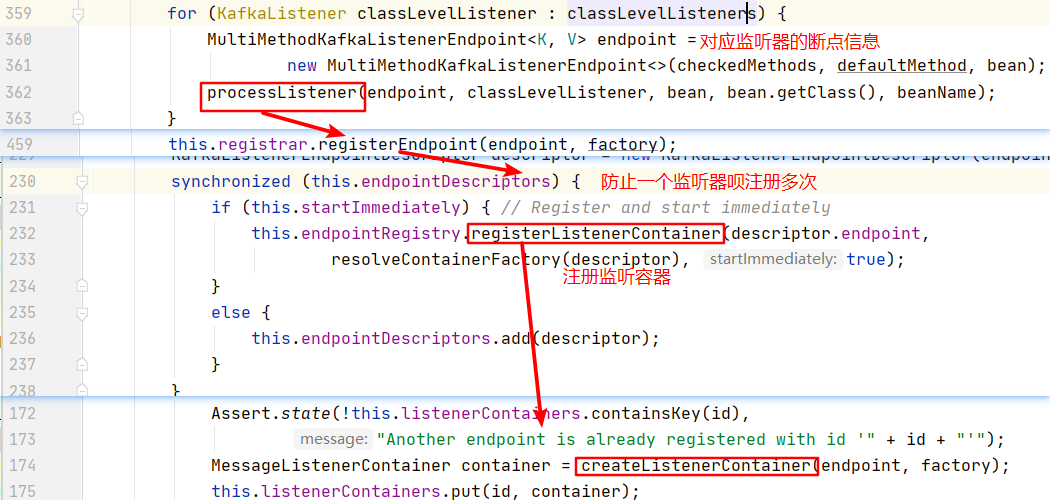 359 for (KafkaListener classLevelListener : classLevelListeners) {
360 MultiMethodKafkaListenerEndpoint<K, V> endpoint = 对应监听器的断点信息
361 new MultiMethodKafkaListenerEndpoint<>(checkedMethods, defaultMethod, bean);
362 processListener(endpoint, classLevelListener, bean, bean.getClass(), beanName);
363 }
459 this.registrar.registerEndpoint(endpoint, factory);
229 KafkaListenerEndpointDescriptor descriptor = new KafkaListenerEndpointDescriptor(endpoin
230 synchronized (this.endpointDescriptors) { 防止一个监听器呗注册多次
231 if (this.startImmediately) { // Register and start immediately
232 this.endpointRegistry.registerListenerContainer(descriptor.endpoint,
233 resolveContainerFactory(descriptor), startImmediately: true);
注册监听容器
234 }
235 else {
236 this.endpointDescriptors.add(descriptor);
237 }
238 }
172 Assert.state(!this.listenerContainers.containsKey(id),
173 message: "Another endpoint is already registered with id '" + id + "'");
174 MessageListenerContainer container = createListenerContainer(endpoint, factory);
175 this.listenerContainers.put(id, container);